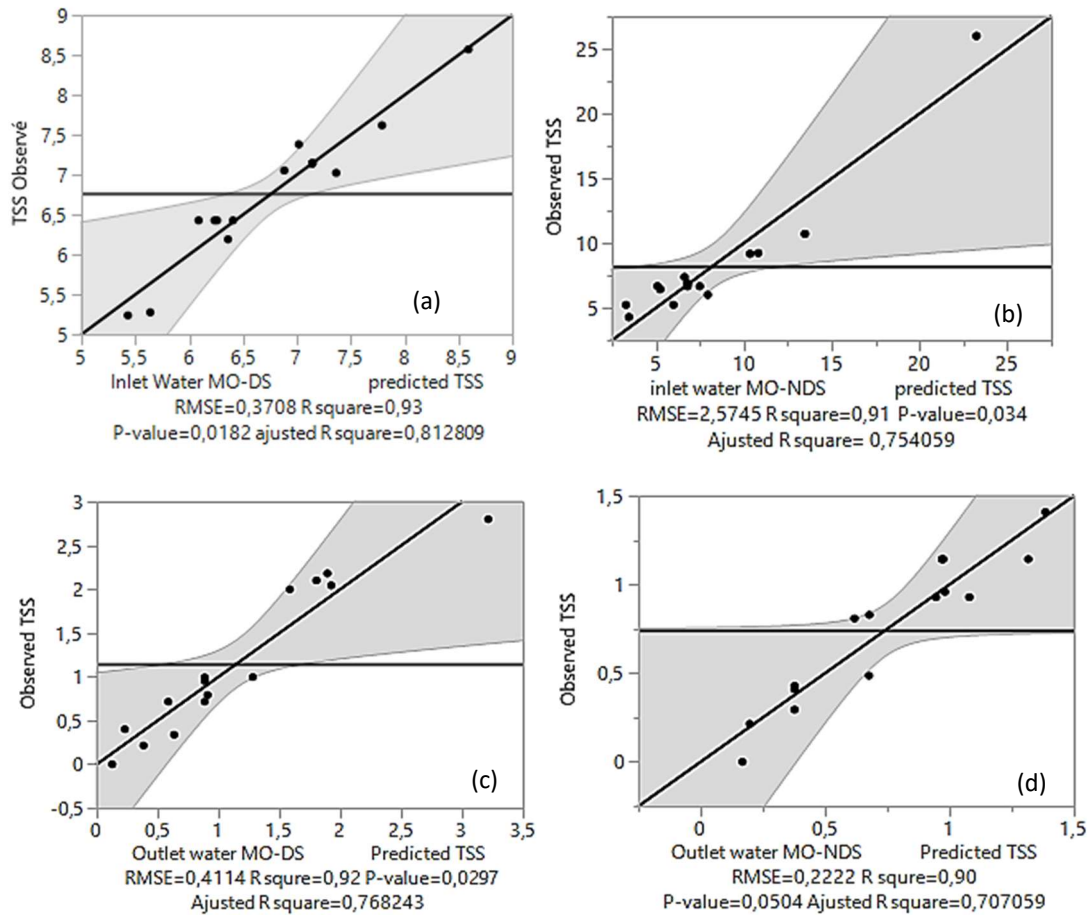 9
8,5
8
7,5
7
6,5
6
5,5
5
TSS Observé
(a)
5 5,5 6 6,5 7 7,5 8 8,5 9
Inlet Water MO-DS predicted TSS
RMSE=0,3708 R square=0,93
P-value=0,0182 ajusted R square=0,812809
25
20
15
10
5
Observed TSS
(b)
5 10 15 20 25
inlet water MO-NDS predicted TSS
RMSE=2,5745 R square=0,91 P-value=0,034
Ajusted R square= 0,754059
3
2,5
2
1,5
1
0,5
0
-0,5
Observed TSS
(c)
0 0,5 1 1,5 2 2,5 3 3,5
Outlet water MO-DS Predicted TSS
RMSE=0,4114 R squre=0,92 P-value=0,0297
Ajusted R square=0,768243
1,5
1
0,5
0
Observed TSS
(d)
0 0,5 1 1,5
Outlet water MO-NDS Predicted TSS
RMSE=0,2222 R squre=0,90
P-value=0,0504 Ajusted R square=0,707059